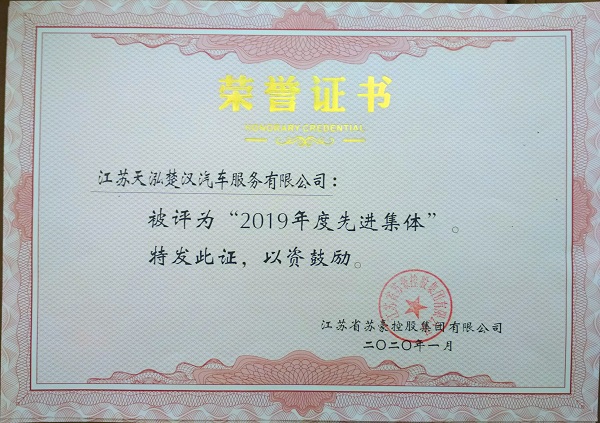 荣誉证书
HONORARY CREDENTIAL
江苏天泓楚汉汽车服务有限公司：
被评为“2019年度先进集体”。
特发此证，以资鼓励。
江苏省苏豪控股集团有限公司
二〇二〇年一月